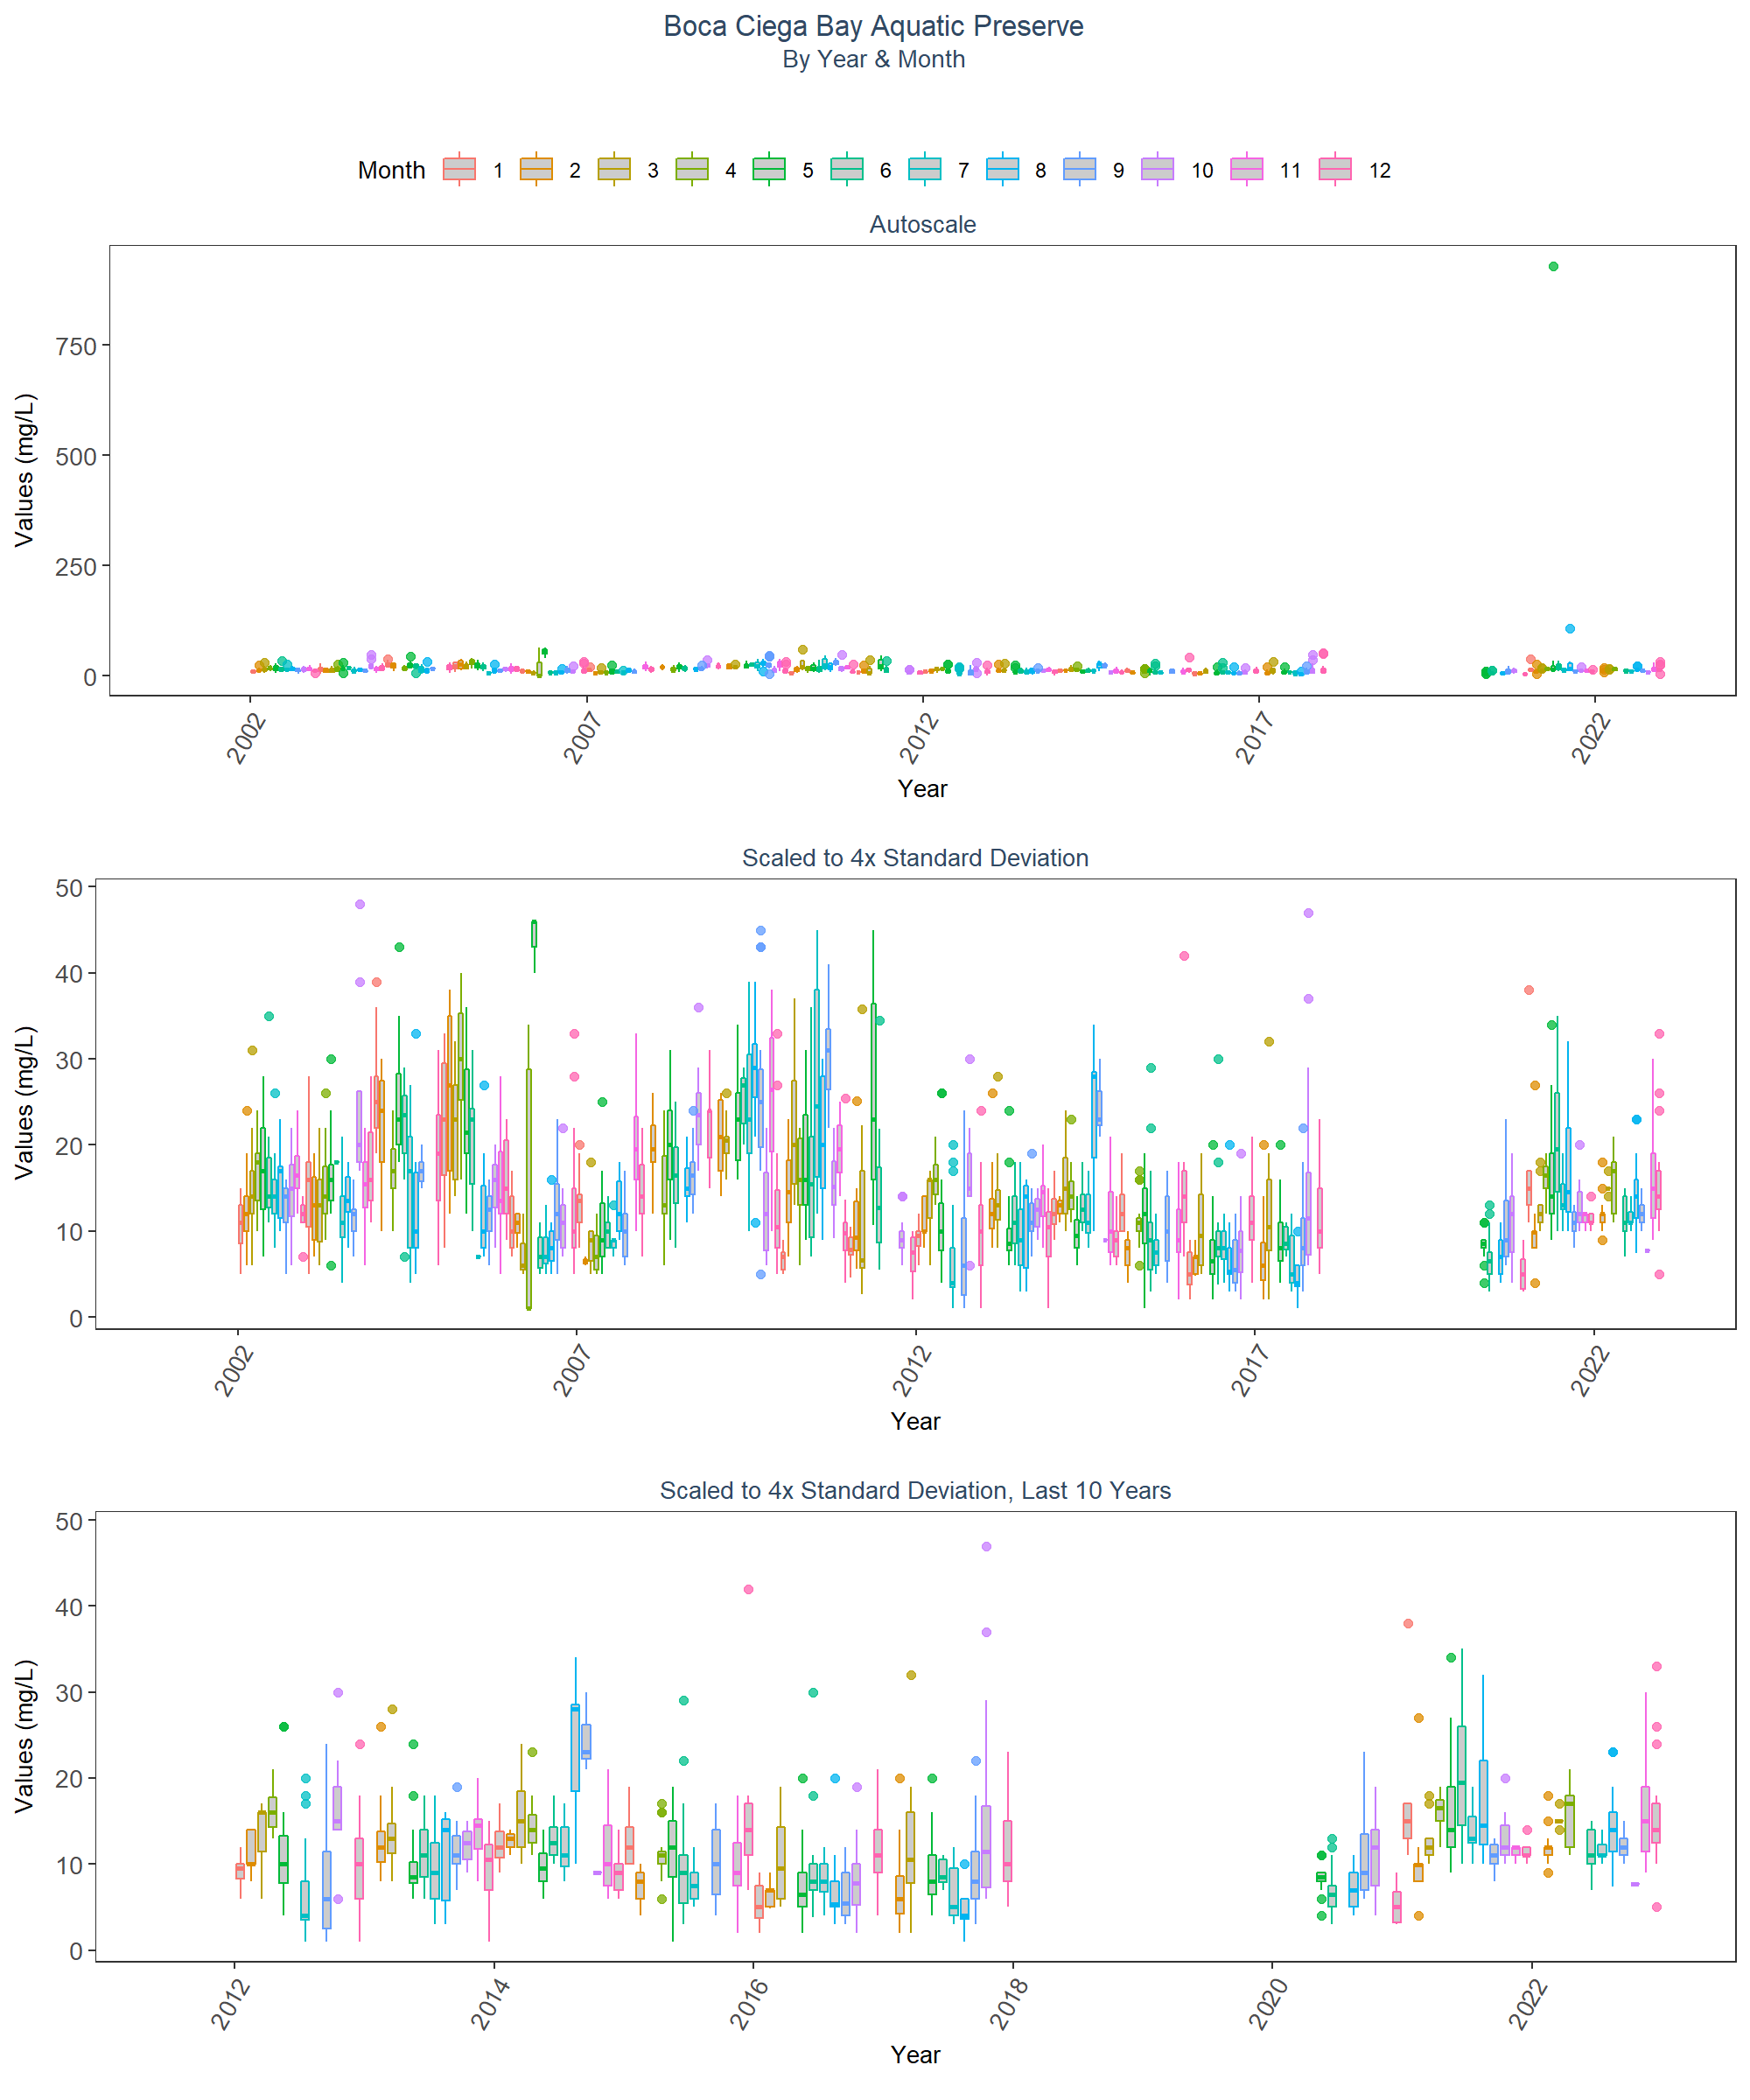 Boca Ciega Bay Aquatic Preserve
By Year & Month
Month 1 2 3 4 5 6 7 8 9 10 11 12
Autoscale
Values (mg/L)
750
500
250
0
2002 2007 2012 2017 2022
Year
Scaled to 4x Standard Deviation
Values (mg/L)
50
40
30
20
10
0
2002 2007 2012 2017 2022
Year
Scaled to 4x Standard Deviation, Last 10 Years
Values (mg/L)
50
40
30
20
10
0
2012 2014 2016 2018 2020 2022
Year